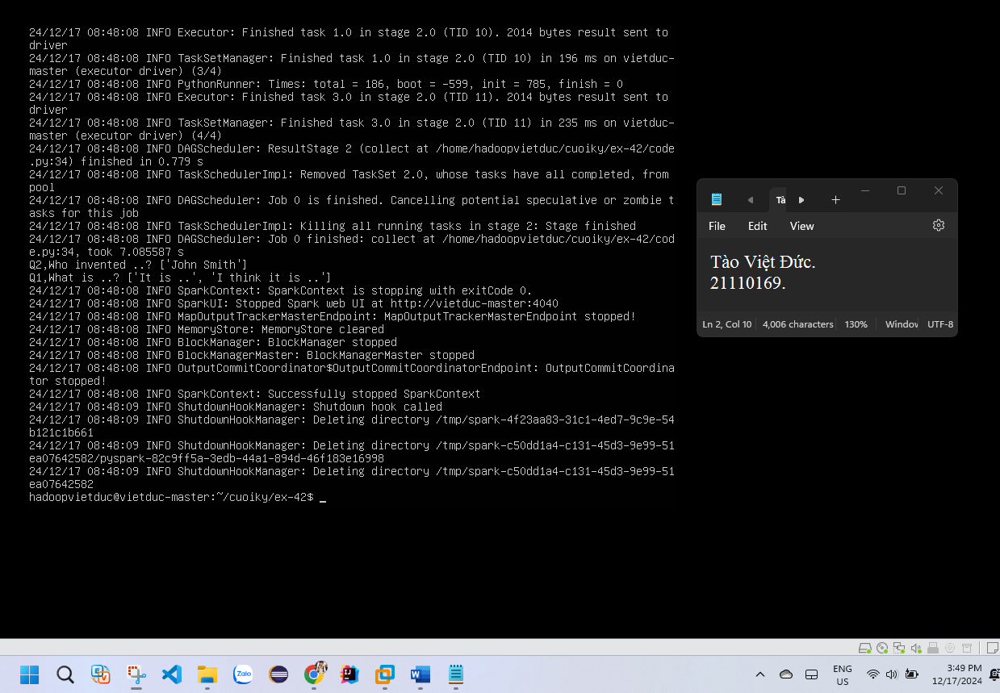 24/12/17 08:48:08 INFO Executor: Finished task 1.0 in stage 2.0 (TID 10). 2014 bytes result sent to
driver
24/12/17 08:48:08 INFO TaskSetManager: Finished task 1.0 in stage 2.0 (TID 10) in 196 ms on vietduc-
master (executor driver) (3/4)
24/12/17 08:48:08 INFO PythonRunner: Times: total = 186, boot = -599, init = 785, finish = 0
24/12/17 08:48:08 INFO Executor: Finished task 3.0 in stage 2.0 (TID 11). 2014 bytes result sent to
driver
24/12/17 08:48:08 INFO TaskSetManager: Finished task 3.0 in stage 2.0 (TID 11) in 235 ms on vietduc-
master (executor driver) (4/4)
24/12/17 08:48:08 INFO DAGScheduler: ResultStage 2 (collect at /home/hadoopvietduc/cuoiky/ex-42/code
.py:34) finished in 0.779 s
24/12/17 08:48:08 INFO TaskSchedulerImpl: Removed TaskSet 2.0, whose tasks have all completed, from
pool
24/12/17 08:48:08 INFO DAGScheduler: Job 0 is finished. Cancelling potential speculative or zombie t
asks for this job
24/12/17 08:48:08 INFO TaskSchedulerImpl: Killing all running tasks in stage 2: Stage finished
24/12/17 08:48:08 INFO DAGScheduler: Job 0 finished: collect at /home/hadoopvietduc/cuoiky/ex-42/cod
e.py:34, took 7.085587 s
Q2,Who invented ..? ['John Smith']
Q1,What is ..? ['It is ..', 'I think it is ..']
24/12/17 08:48:08 INFO SparkContext: SparkContext is stopping with exitCode 0.
24/12/17 08:48:08 INFO SparkUI: Stopped Spark web UI at http://vietduc-master:4040
24/12/17 08:48:08 INFO MapOutputTrackerMasterEndpoint: MapOutputTrackerMasterEndpoint stopped!
24/12/17 08:48:08 INFO MemoryStore: MemoryStore cleared
24/12/17 08:48:08 INFO BlockManager: BlockManager stopped
24/12/17 08:48:08 INFO BlockManagerMaster: BlockManagerMaster stopped
24/12/17 08:48:08 INFO OutputCommitCoordinator$OutputCommitCoordinatorEndpoint: OutputCommitCoordina
tor stopped!
24/12/17 08:48:08 INFO SparkContext: Successfully stopped SparkContext
24/12/17 08:48:09 INFO ShutdownHookManager: Shutdown hook called
24/12/17 08:48:09 INFO ShutdownHookManager: Deleting directory /tmp/spark-4f23aa83-31c1-4ed7-9c9e-54
b121c1b661
24/12/17 08:48:09 INFO ShutdownHookManager: Deleting directory /tmp/spark-c50dd1a4-c131-45d3-9e99-51
ea07642582/pyspark-82c9ff5a-3edb-44a1-894d-46f183e16998
24/12/17 08:48:09 INFO ShutdownHookManager: Deleting directory /tmp/spark-c50dd1a4-c131-45d3-9e99-51
ea07642582
hadoopvietduc@vietduc-master:~/cuoiky/ex-42$ _
Tà
File Edit View
Tào Việt Đức.
21110169.
Ln 2, Col 10 4,006 characters 130% Window UTF-8
Zalo
ENG
US
3:49 PM
12/17/2024